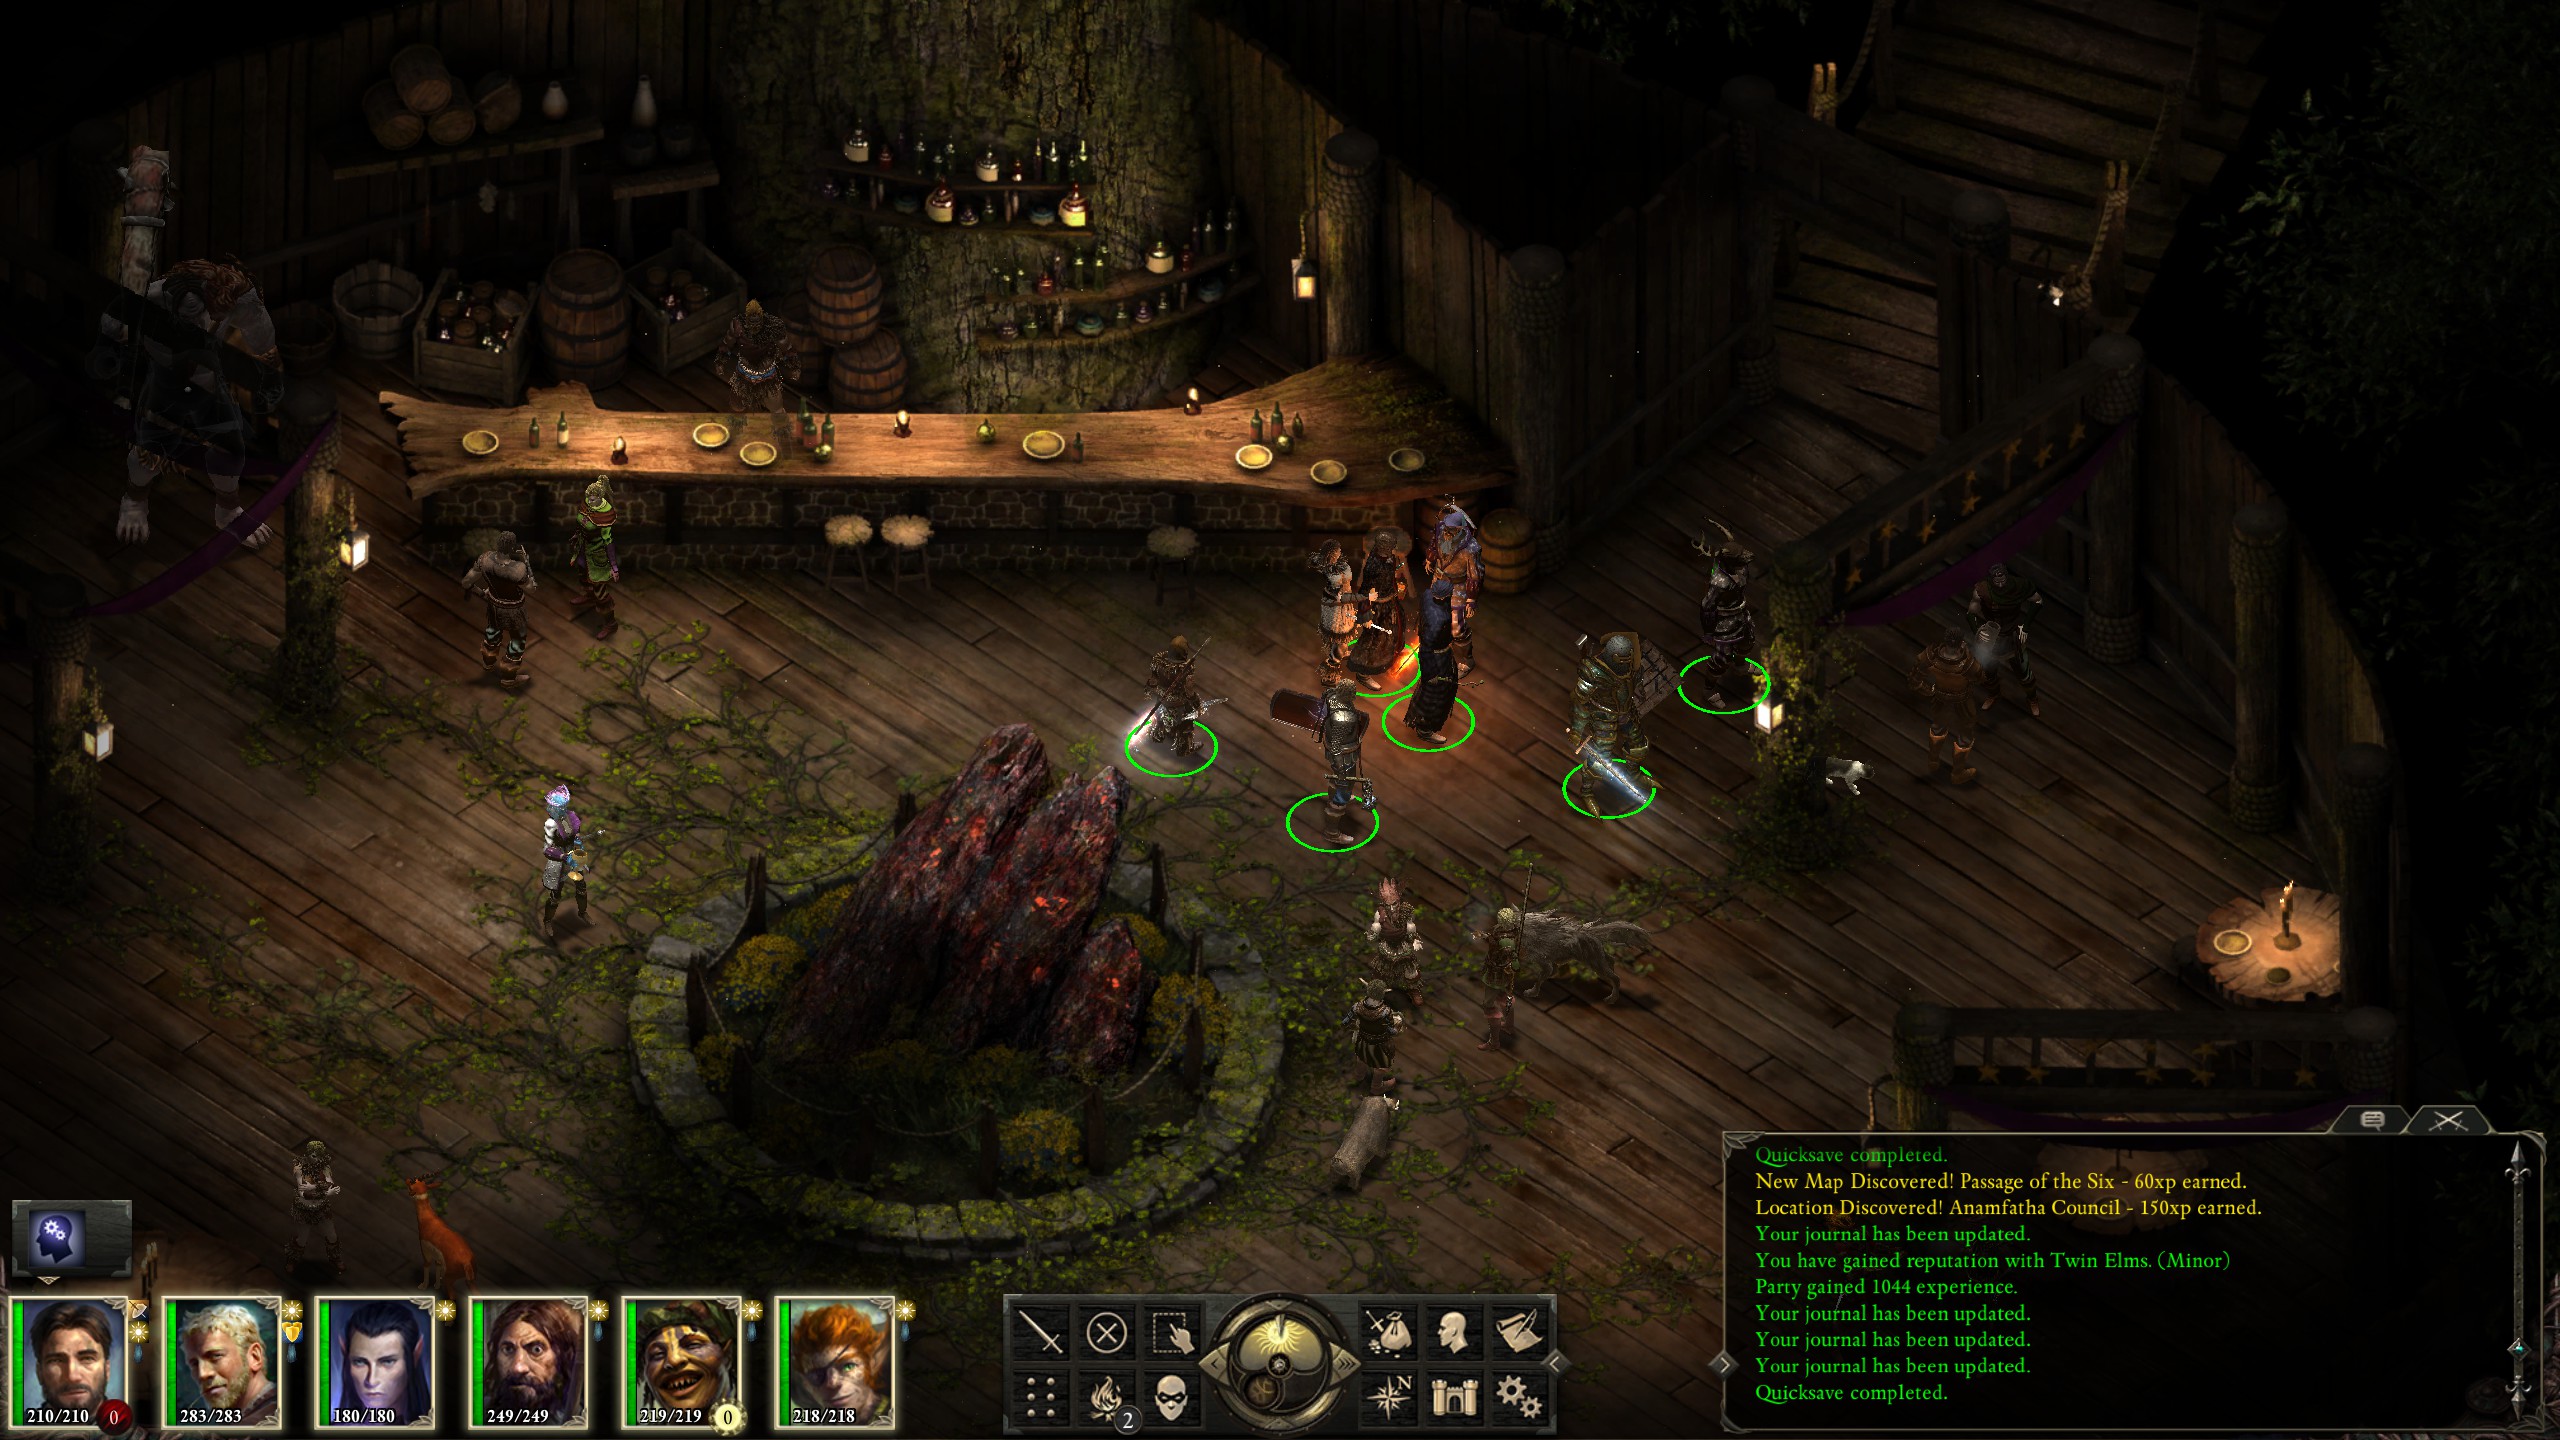 Quicksave completed.
New Map Discovered! Passage of the Six - 60xp earned.
Location Discovered! Anamfatha Council - 150xp earned.
Your journal has been updated.
You have gained reputation with Twin Elms. (Minor)
Party gained 1044 experience.
Your journal has been updated.
Your journal has been updated.
Your journal has been updated.
Quicksave completed.
210/210 0 283/283 180/180 249/249 219/219 0 218/218
2
N